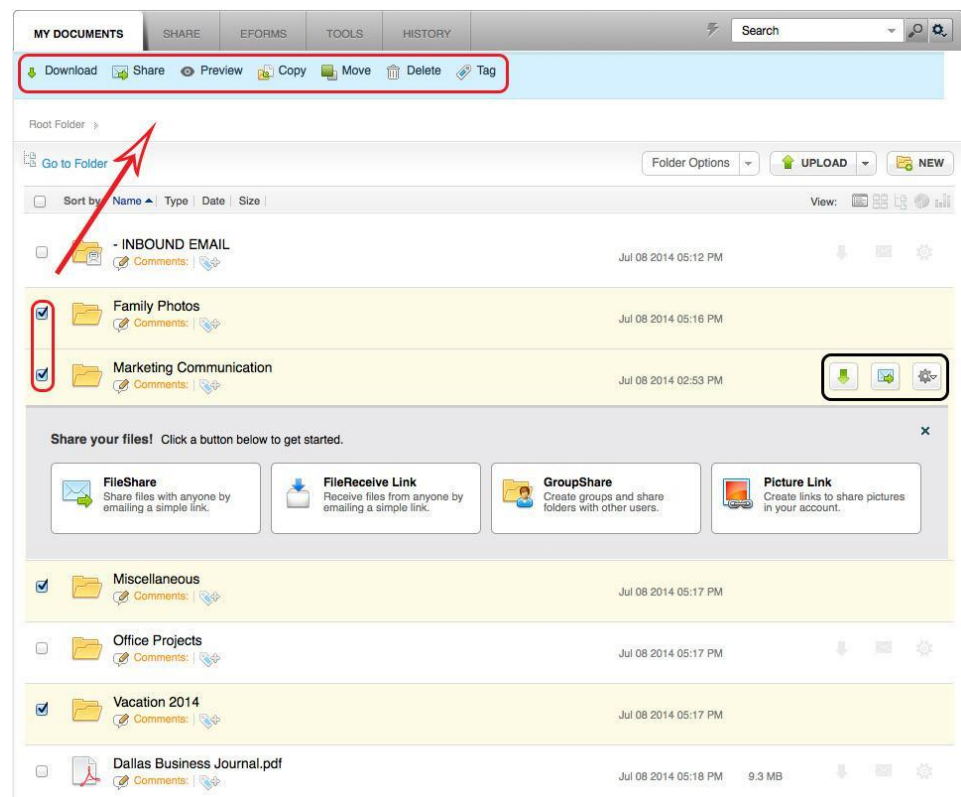 MY DOCUMENTS SHARE EFORMS TOOLS HISTORY Search
Download Share Preview Copy Move Delete Tag
Root Folder
Go to Folder Folder Options UPLOAD NEW
Sort by Name Type Date Size View:
- INBOUND EMAIL
Comments: Jul 08 2014 05:12 PM
Family Photos
Comments: Jul 08 2014 05:16 PM
Marketing Communication
Comments: Jul 08 2014 02:53 PM
Share your files! Click a button below to get started. x
FileShare
Share files with anyone by
emailing a simple link.
FileReceive Link
Receive files from anyone by
emailing a simple link.
GroupShare
Create groups and share
folders with other users.
Picture Link
Create links to share pictures
in your account.
Miscellaneous
Comments: Jul 08 2014 05:17 PM
Office Projects
Comments: Jul 08 2014 05:17 PM
Vacation 2014
Comments: Jul 08 2014 05:17 PM
Dallas Business Journal.pdf
Comments: Jul 08 2014 05:18 PM 9.3 MB